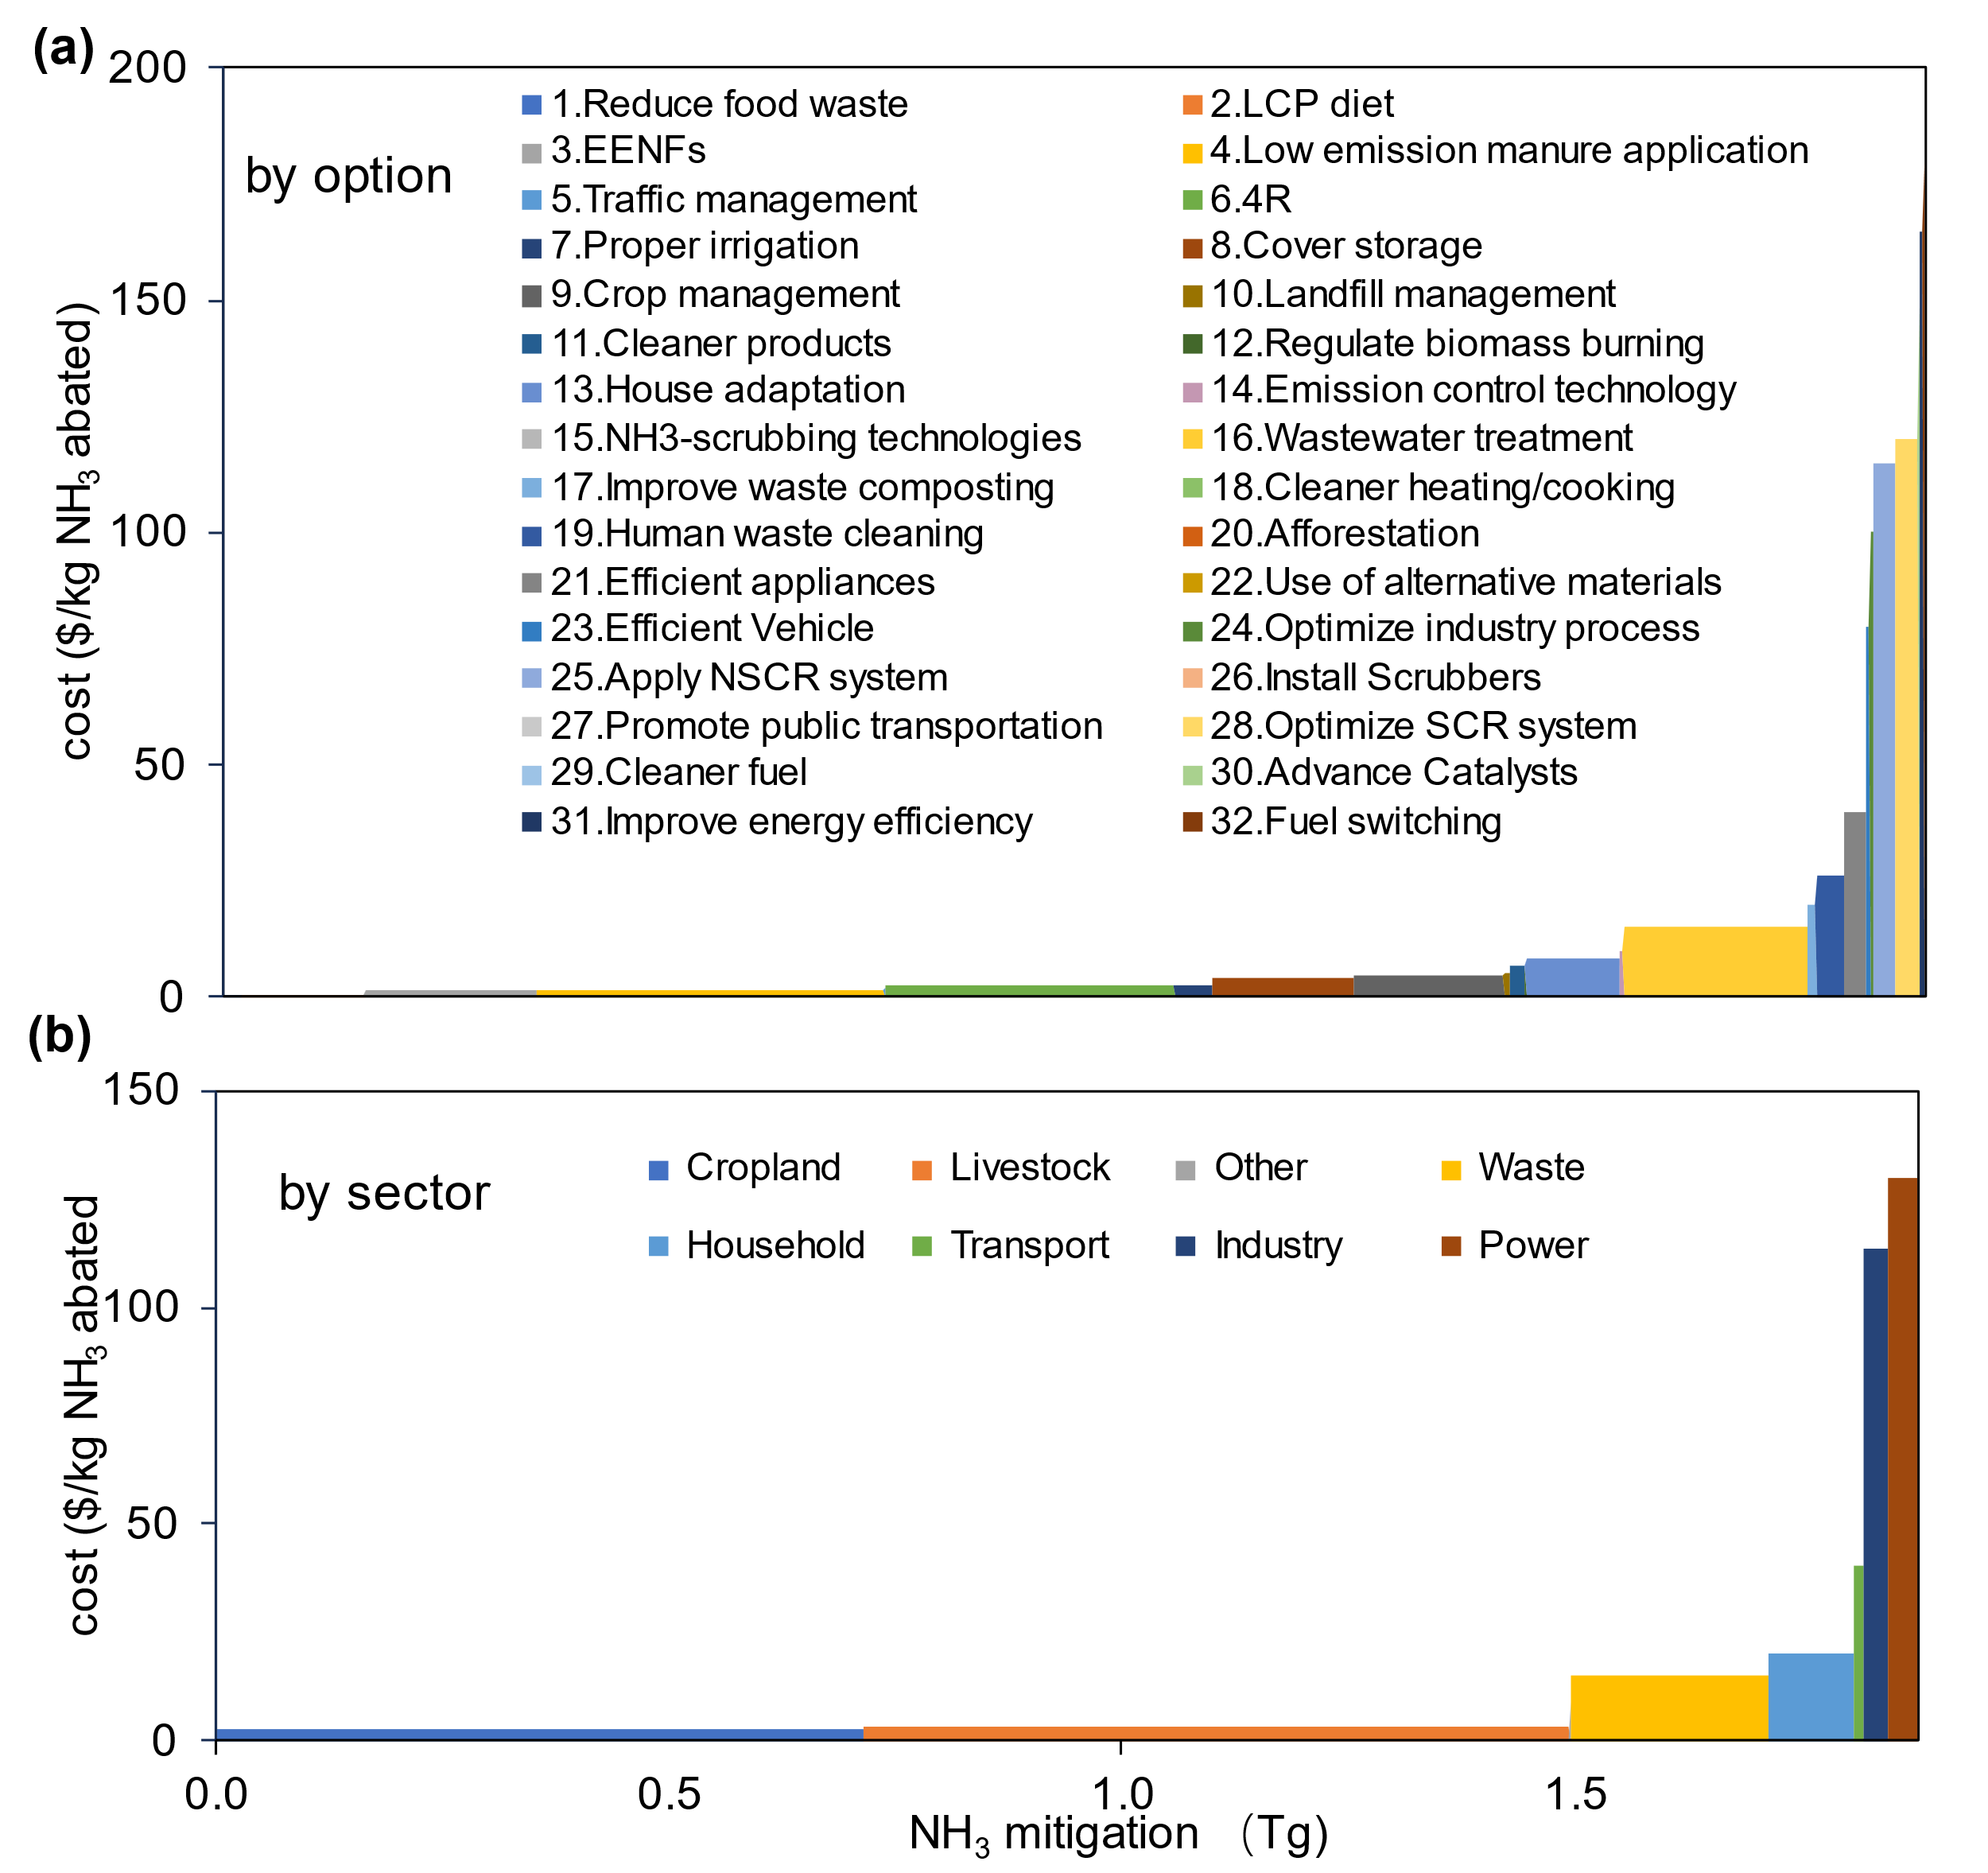 (a)
200
150
100
50
0
cost ($/kg NH3 abated)
by option
1.Reduce food waste
2.LCP diet
3.EENFs
4.Low emission manure application
5.Traffic management
6.4R
7.Proper irrigation
8.Cover storage
9.Crop management
10.Landfill management
11.Cleaner products
12.Regulate biomass burning
13.House adaptation
14.Emission control technology
15.NH3-scrubbing technologies
16.Wastewater treatment
17.Improve waste composting
18.Cleaner heating/cooking
19.Human waste cleaning
20.Afforestation
21.Efficient appliances
22.Use of alternative materials
23.Efficient Vehicle
24.Optimize industry process
25.Apply NSCR system
26.Install Scrubbers
27.Promote public transportation
28.Optimize SCR system
29.Cleaner fuel
30.Advance Catalysts
31.Improve energy efficiency
32.Fuel switching
(b)
150
100
50
0
cost ($/kg NH3 abated
by sector
Cropland
Livestock
Other
Waste
Household
Transport
Industry
Power
0.0
0.5
1.0
1.5
NH3 mitigation （Tg)